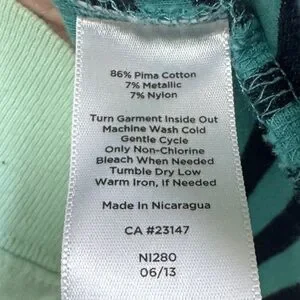 86% Pima Cotton
7% Metallic
7% Nylon
Turn Garment Inside Out
Machine Wash Cold
Gentle Cycle
Only Non-Chlorine
Bleach When Needed
Tumble Dry Low
Warm Iron, if Needed
Made in Nicaragua
CA #23147
NI280
06/13